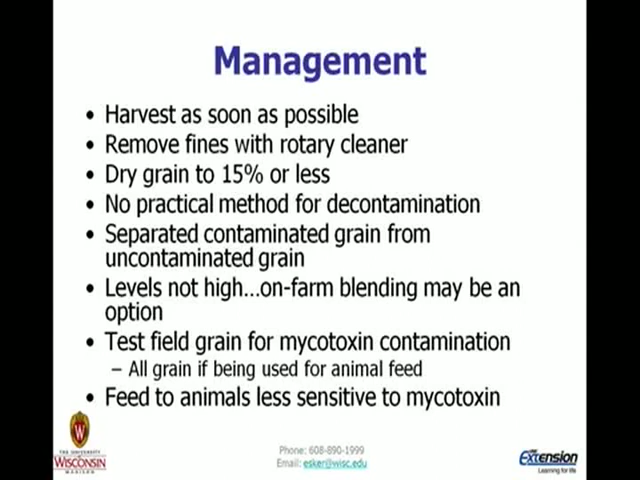 Management
• Harvest as soon as possible
• Remove fines with rotary cleaner
• Dry grain to 15% or less
• No practical method for decontamination
• Separated contaminated grain from
uncontaminated grain
• Levels not high...on-farm blending may be an
option
• Test field grain for mycotoxin contamination
– All grain if being used for animal feed
• Feed to animals less sensitive to mycotoxin
W
THE UNIVERSITY
of
WISCONSIN
MADISON
Phone: 608-890-1999
Email: esker@wisc.edu
Extension
Learning for life